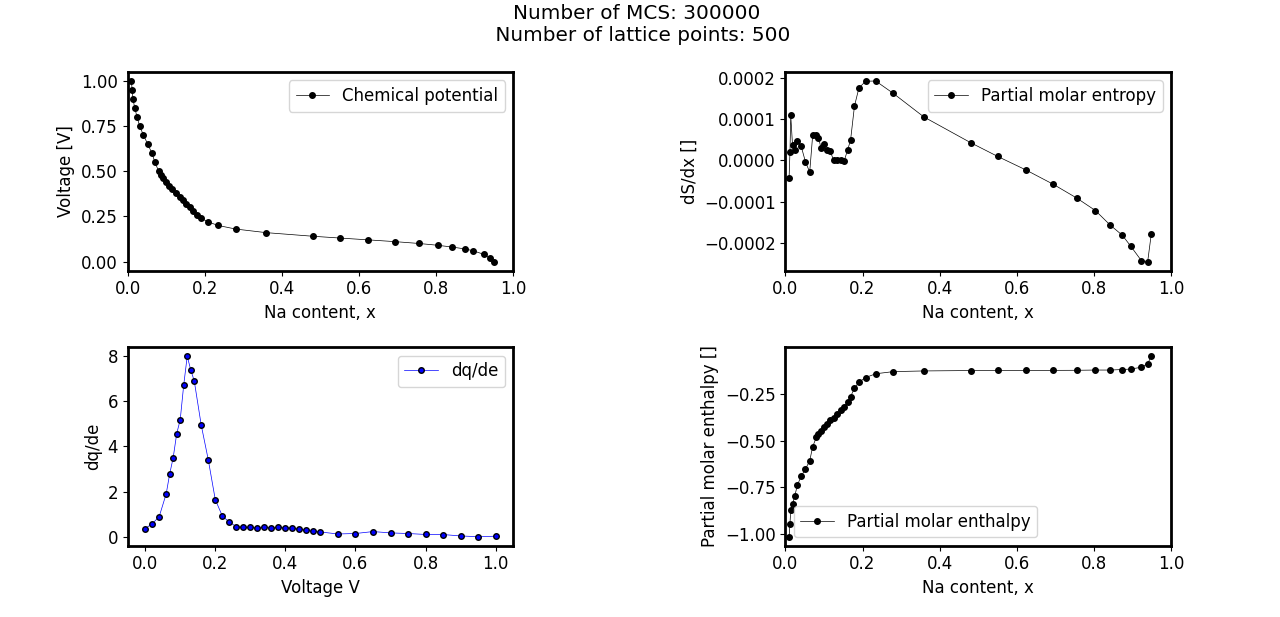 Number of MCS: 300000
Number of lattice points: 500
1.00
0.75
0.50
0.25
0.00
Voltage [V]
Chemical potential
0.0 0.2 0.4 0.6 0.8 1.0
Na content, x
0.0002
0.0001
0.0000
−0.0001
−0.0002
dS/dx []
Partial molar entropy
0.0 0.2 0.4 0.6 0.8 1.0
Na content, x
8
6
4
2
0
dq/de
dq/de
0.0 0.2 0.4 0.6 0.8 1.0
Voltage V
−0.25
−0.50
−0.75
−1.00
Partial molar enthalpy []
Partial molar enthalpy
0.0 0.2 0.4 0.6 0.8 1.0
Na content, x